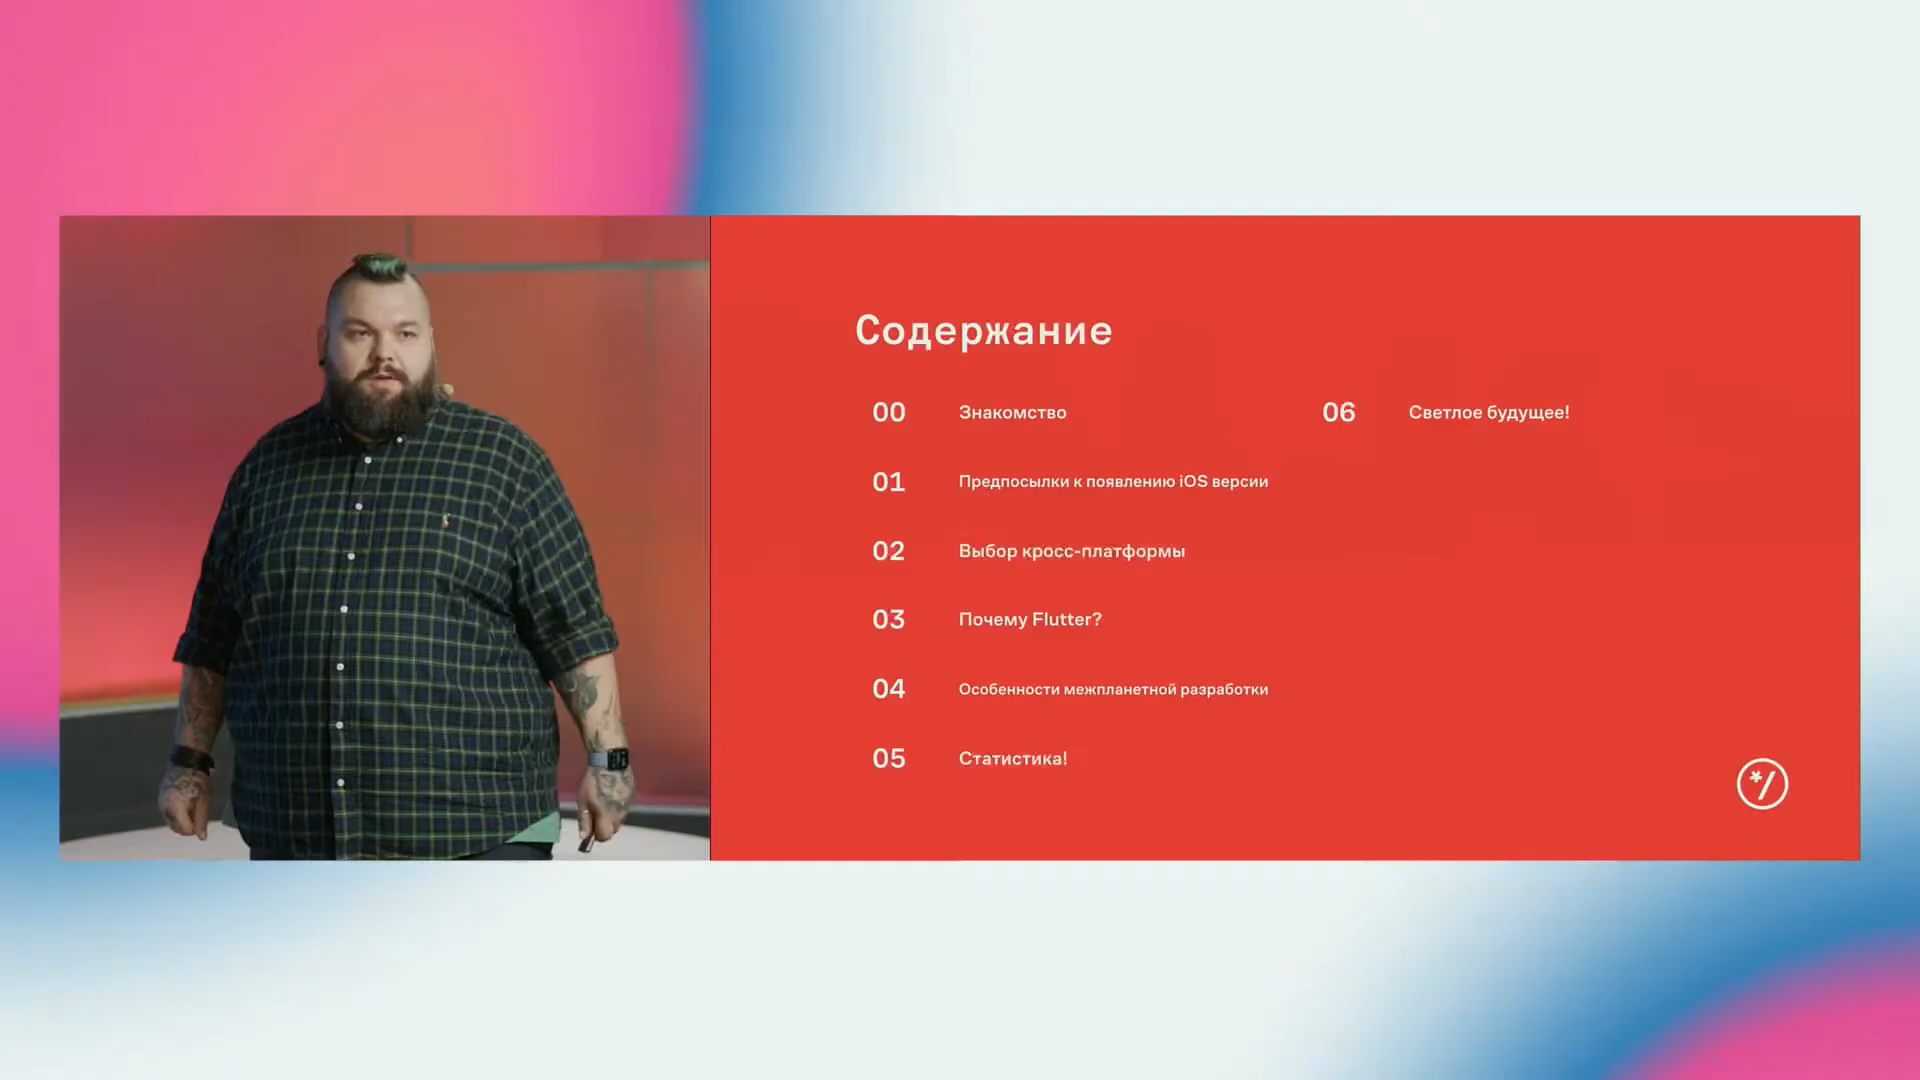 Содержание
00 Знакомство
01 Предпосылки к появлению iOS версии
02 Выбор кросс-платформы
03 Почему Flutter?
04 Особенности межпланетной разработки
05 Статистика!
06 Светлое будущее!
*/